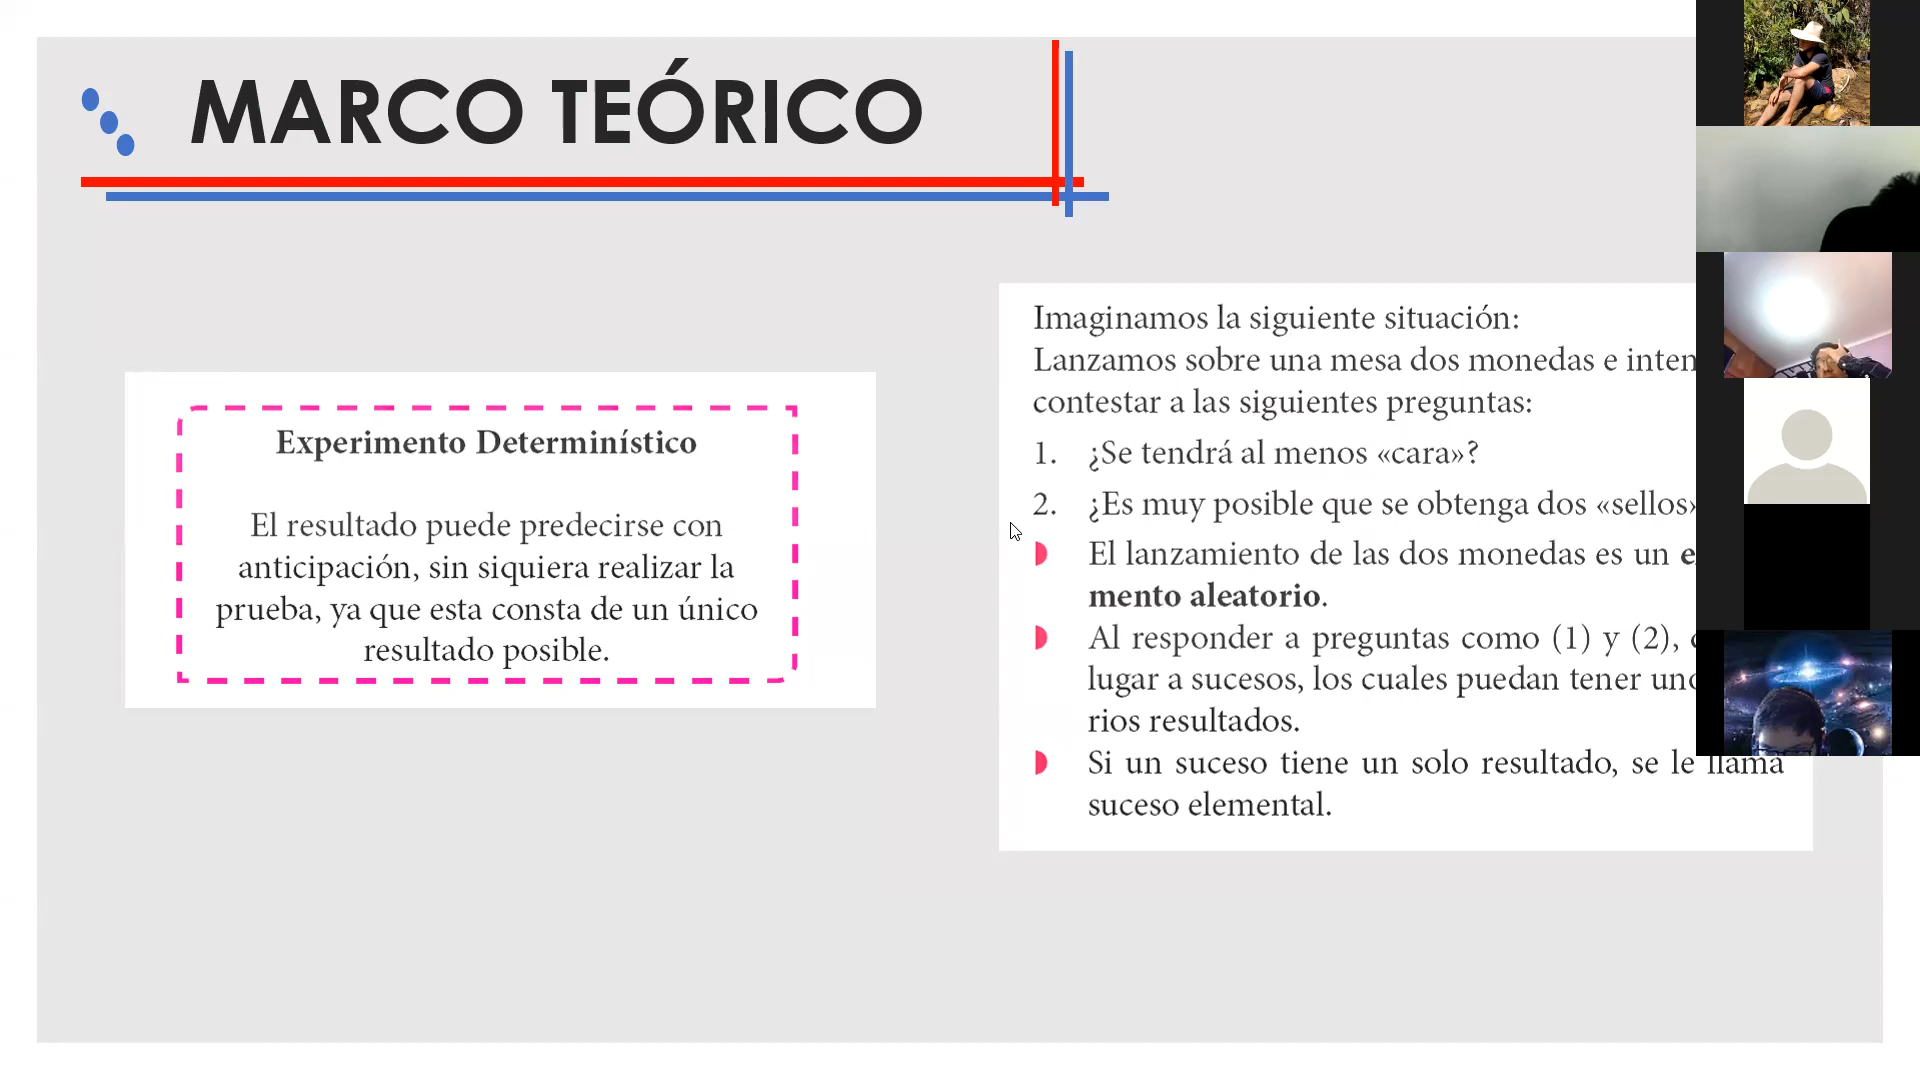 MARCO TEÓRICO
Experimento Determinístico
El resultado puede predecirse con
anticipación, sin siquiera realizar la
prueba, ya que esta consta de un único
resultado posible.
Imaginamos la siguiente situación:
Lanzamos sobre una mesa dos monedas e inten
contestar a las siguientes preguntas:
1. ¿Se tendrá al menos «cara»?
2. ¿Es muy posible que se obtenga dos «sellos»
El lanzamiento de las dos monedas es un
mento aleatorio.
Al responder a preguntas como (1) y (2),
lugar a sucesos, los cuales puedan tener uno
rios resultados.
Si un suceso tiene un solo resultado, se le llama
suceso elemental.